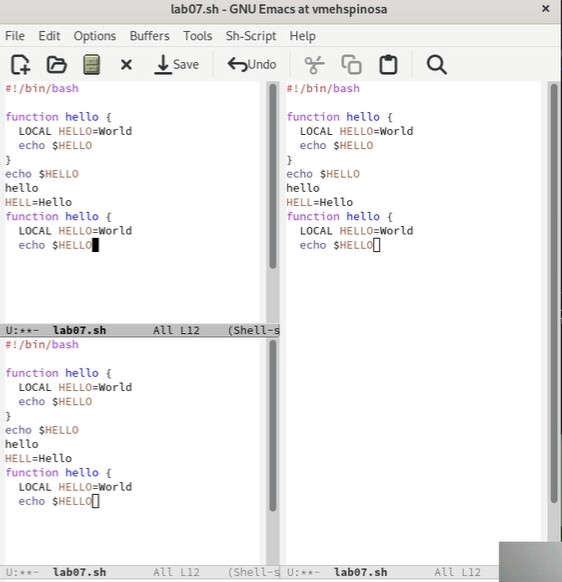 lab07.sh - GNU Emacs at vmehspinosa ×
File Edit Options Buffers Tools Sh-Script Help
Save Undo
#!/bin/bash
function hello {
  LOCAL HELLO=World
  echo $HELLO
}
echo $HELLO
hello
HELL=Hello
function hello {
  LOCAL HELLO=World
  echo $HELLO
U:**- lab07.sh All L12 (Shell-s
#!/bin/bash
function hello {
  LOCAL HELLO=World
  echo $HELLO
}
echo $HELLO
hello
HELL=Hello
function hello {
  LOCAL HELLO=World
  echo $HELLO
U:**- lab07.sh All L12 (Shell-s
#!/bin/bash
function hello {
  LOCAL HELLO=World
  echo $HELLO
}
echo $HELLO
hello
HELL=Hello
function hello {
  LOCAL HELLO=World
  echo $HELLO
U:**- lab07.sh All L12